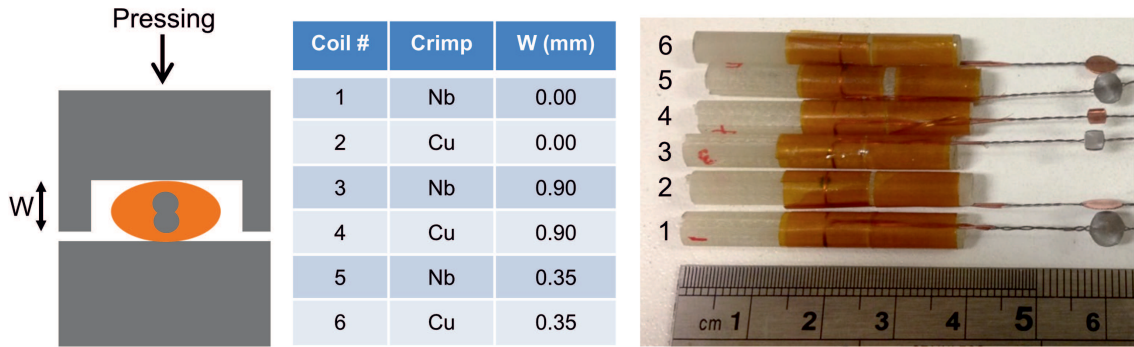 Pressing
W
Coil # Crimp W (mm)
1 Nb 0.00
2 Cu 0.00
3 Nb 0.90
4 Cu 0.90
5 Nb 0.35
6 Cu 0.35
6
5
4
3
2
1
3
1
cm 1 2 3 4 5 6